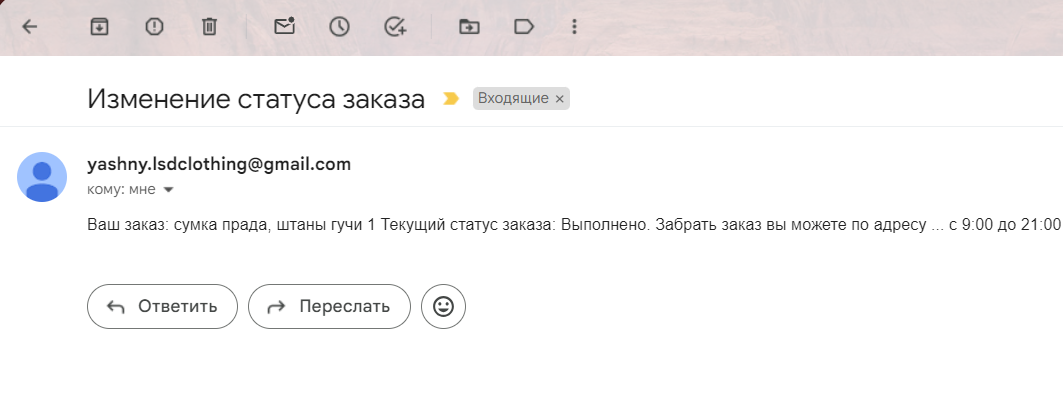 Изменение статуса заказа
Входящие ×
yashny.lsdclothing@gmail.com
кому: мне
Ваш заказ: сумка прада, штаны гучи 1 Текущий статус заказа: Выполнено. Забрать заказ вы можете по адресу ... с 9:00 до 21:00
Ответить
Переслать